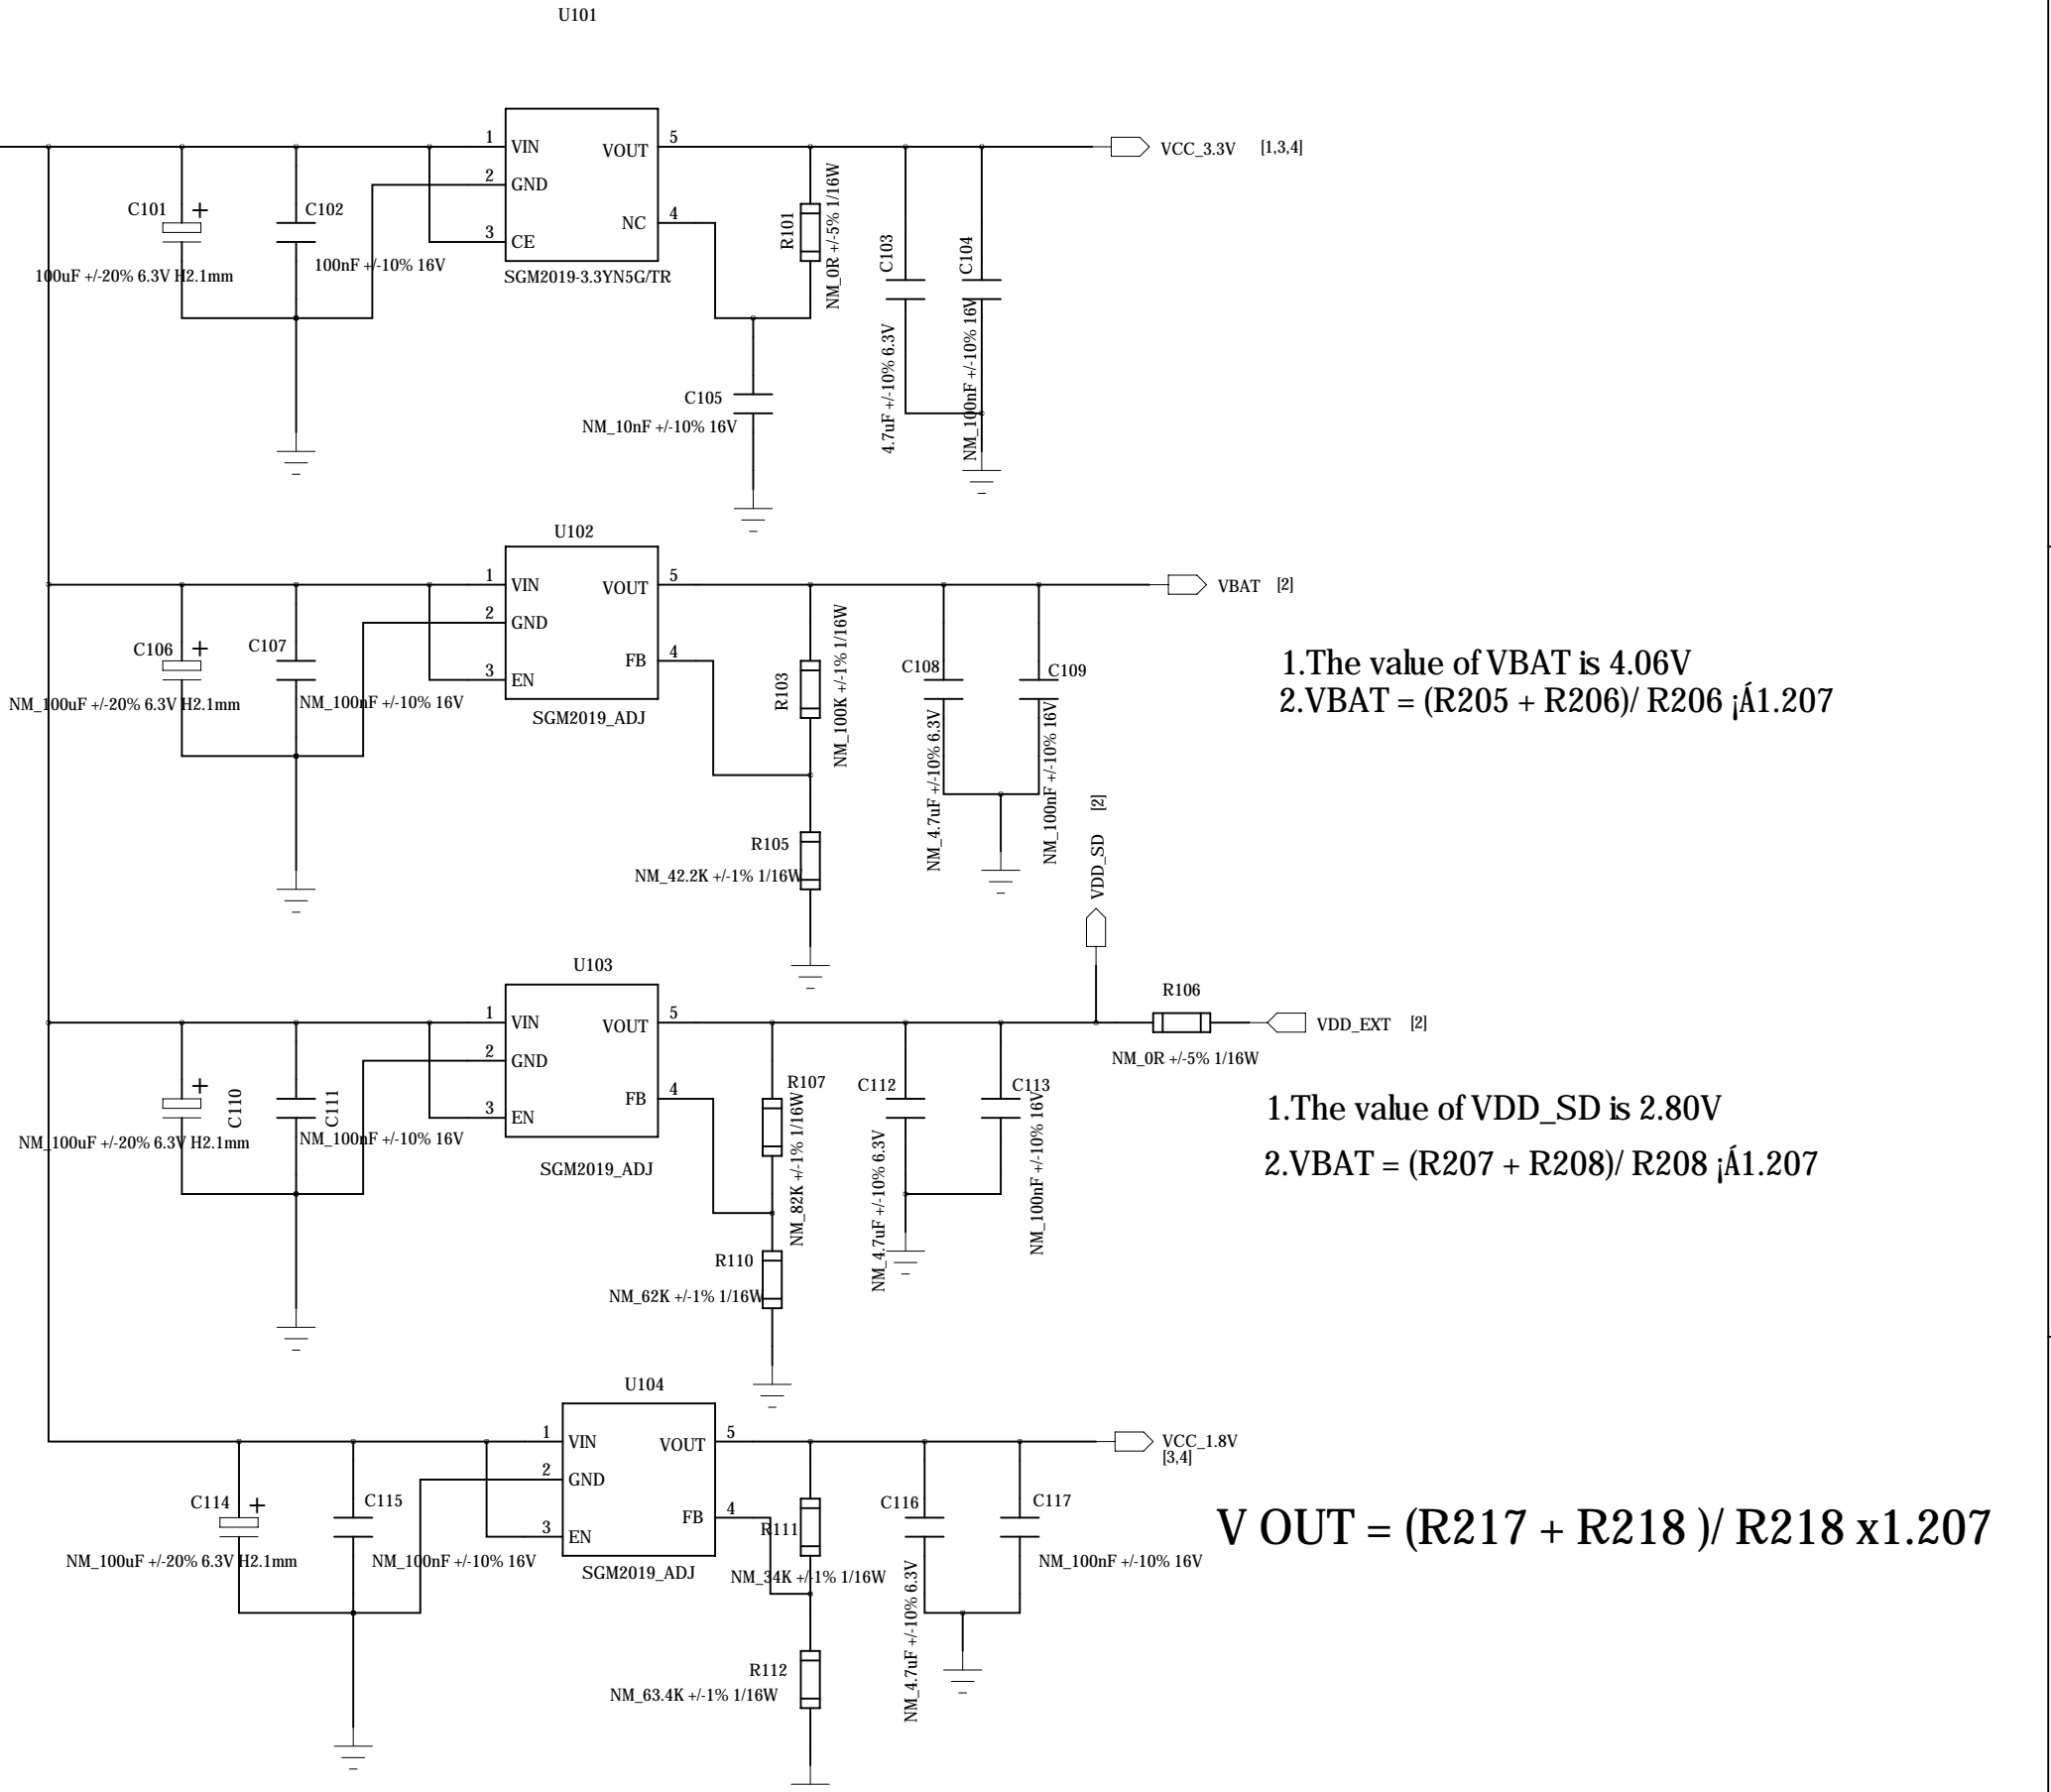 U101
1
VIN
VOUT
5
VCC_3.3V [1,3,4]
2
GND
NC
4
3
CE
SGM2019-3.3YN5G/TR
C101
+
100uF +/-20% 6.3V H2.1mm
C102
100nF +/-10% 16V
R101
NM_0R +/-5% 1/16W
C103
4.7uF +/-10% 6.3V
C104
NM_100nF +/-10% 16V
C105
NM_10nF +/-10% 16V
U102
1
VIN
VOUT
5
VBAT [2]
2
GND
FB
4
3
EN
SGM2019_ADJ
C106
+
NM_100uF +/-20% 6.3V H2.1mm
C107
NM_100nF +/-10% 16V
R103
NM_100K +/-1% 1/16W
R105
NM_42.2K +/-1% 1/16W
C108
NM_4.7uF +/-10% 6.3V
C109
NM_100nF +/-10% 16V
1.The value of VBAT is 4.06V
2.VBAT = (R205 + R206)/ R206 ¡Á1.207
VDD_SD [2]
U103
1
VIN
VOUT
5
2
GND
FB
4
3
EN
SGM2019_ADJ
R106
NM_0R +/-5% 1/16W
VDD_EXT [2]
C110
+
NM_100uF +/-20% 6.3V H2.1mm
C111
NM_100nF +/-10% 16V
R107
NM_82K +/-1% 1/16W
R110
NM_62K +/-1% 1/16W
C112
NM_4.7uF +/-10% 6.3V
C113
NM_100nF +/-10% 16V
1.The value of VDD_SD is 2.80V
2.VBAT = (R207 + R208)/ R208 ¡Á1.207
U104
1
VIN
VOUT
5
VCC_1.8V
[3,4]
2
GND
FB
4
3
EN
SGM2019_ADJ
C114
+
NM_100uF +/-20% 6.3V H2.1mm
C115
NM_100nF +/-10% 16V
R111
NM_34K +/-1% 1/16W
R112
NM_63.4K +/-1% 1/16W
C116
NM_4.7uF +/-10% 6.3V
C117
NM_100nF +/-10% 16V
V OUT = (R217 + R218 )/ R218 x1.207